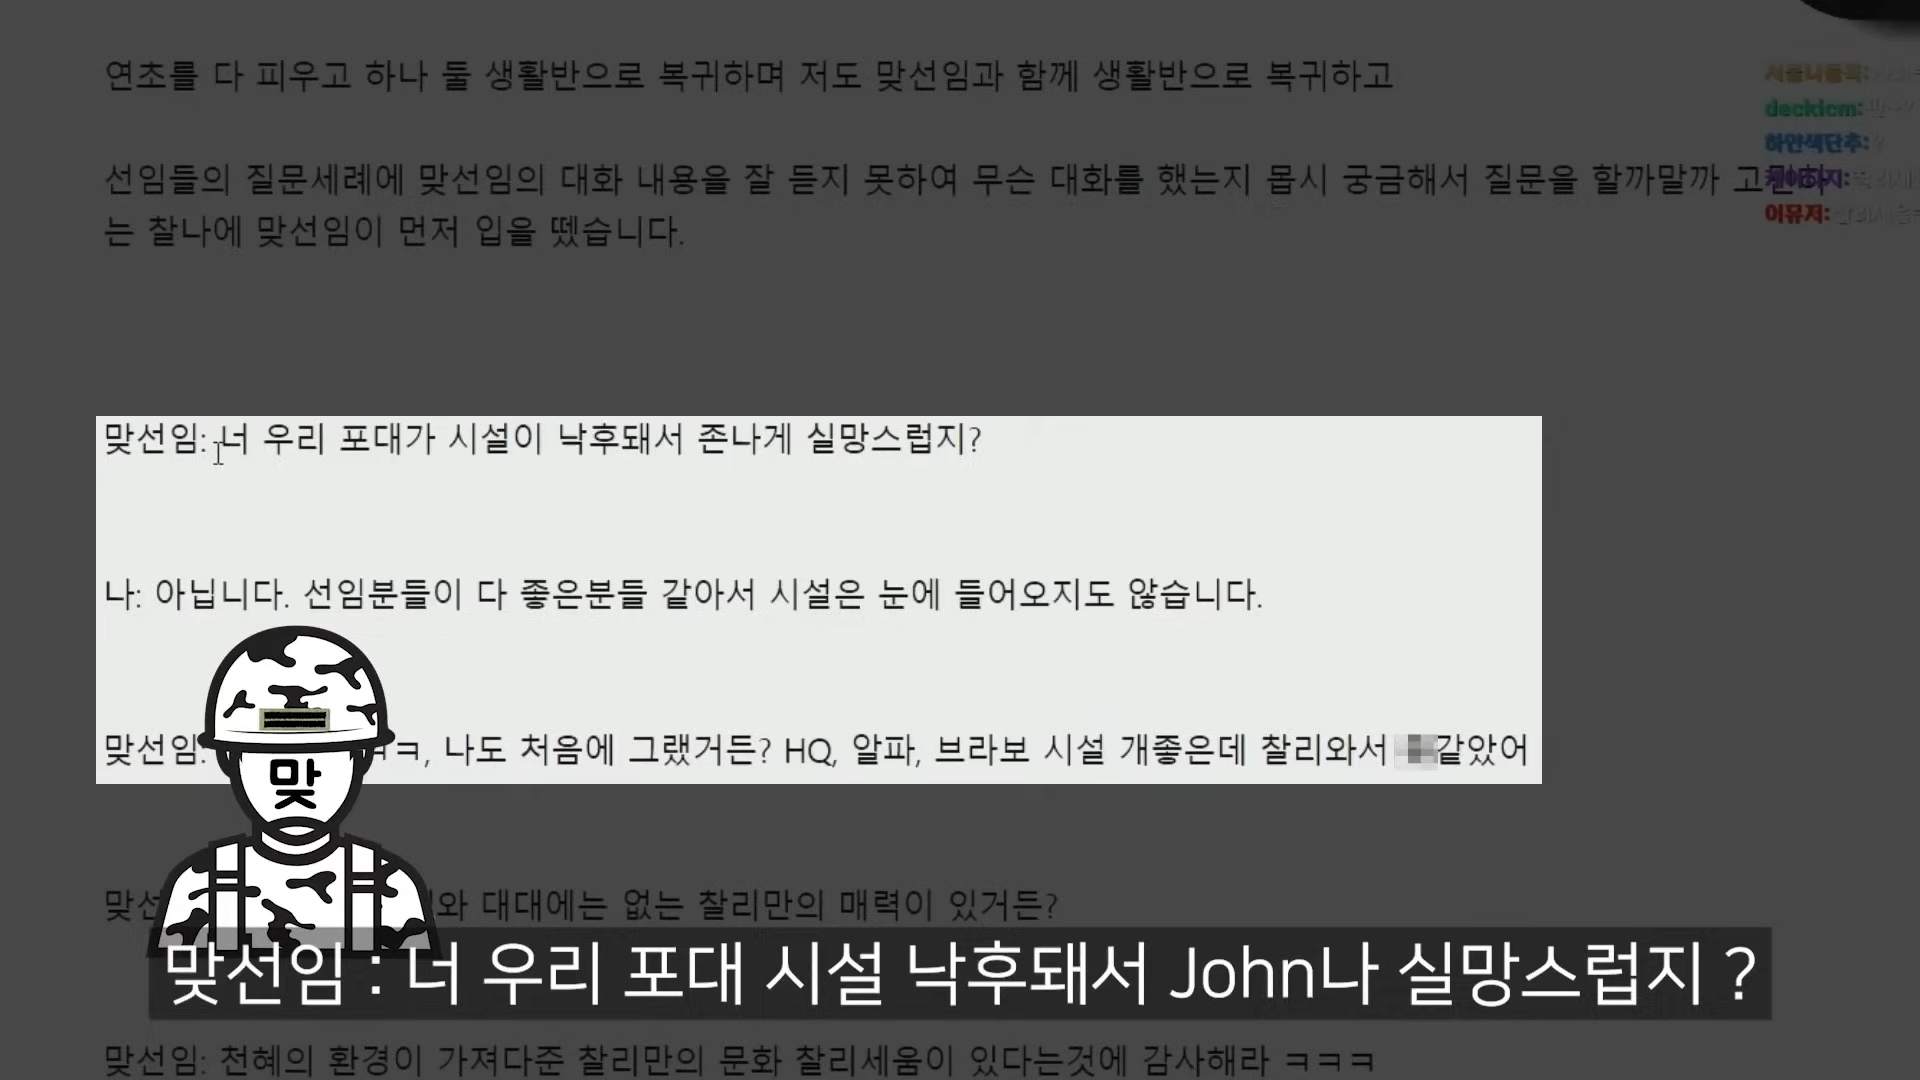 연초를 다 피우고 하나 둘 생활반으로 복귀하며 저도 맞선임과 함께 생활반으로 복귀하고
선임들의 질문세례에 맞선임의 대화 내용을 잘 듣지 못하여 무슨 대화를 했는지 몹시 궁금해서 질문을 할까말까
는 찰나에 맞선임이 먼저 입을 뗐습니다.
deckicm:
하얀색단추: ?
이뮤저:
맞선임: 너 우리 포대가 시설이 낙후돼서 존나게 실망스럽지?
나: 아닙니다. 선임분들이 다 좋은분들 같아서 시설은 눈에 들어오지도 않습니다.
맞선임: ㅋ, 나도 처음에 그랬거든? HQ, 알파, 브라보 시설 개좋은데 찰리와서 같았어
맞
대대에는 없는 찰리만의 매력이 있거든?
맞선임 : 너 우리 포대 시설 낙후돼서 John나 실망스럽지 ?
맞선임: 천혜의 환경이 가져다준 찰리만의 문화 찰리세움이 있다는것에 감사해라 ㅋㅋㅋ